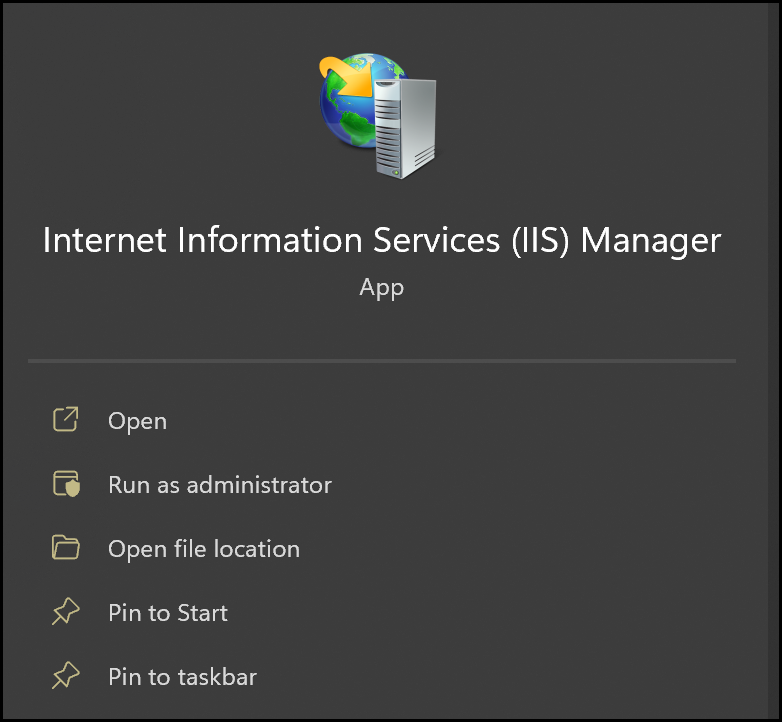 Internet Information Services (IIS) Manager
App
Open
Run as administrator
Open file location
Pin to Start
Pin to taskbar